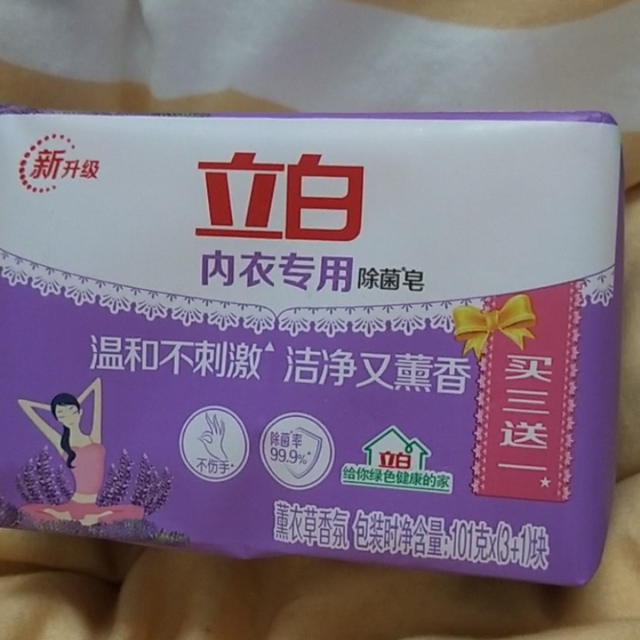 新升级
立白
内衣专用除菌*皂
温和不刺激▲ 洁净又薰香
买三送一★
不伤手*
除菌*率
99.9%*
立白
给你绿色健康的家
薰衣草香氛 包装时净含量:101克x(3+1)块